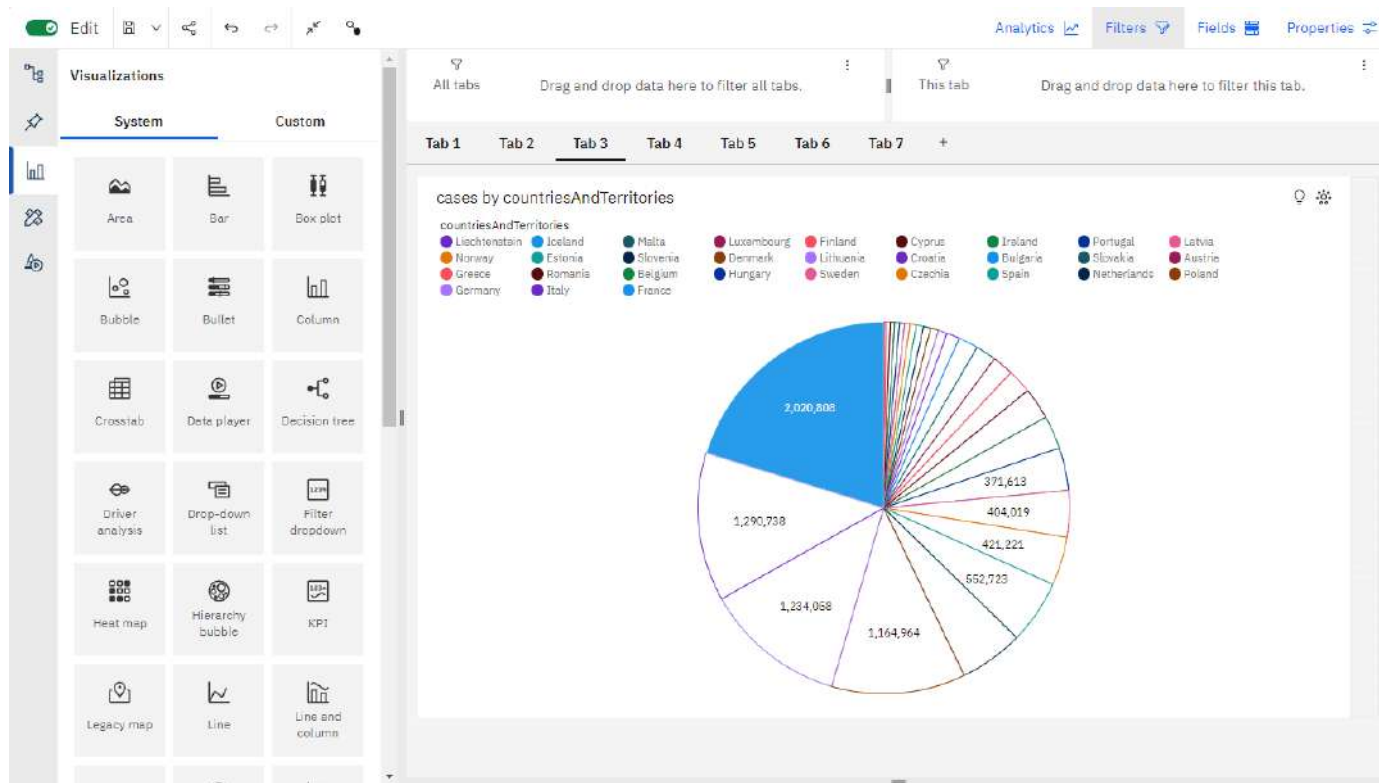 Edit
Analytics Filters Fields Properties
Visualizations
System Custom
Area Bar Box plot
Bubble Bullet Column
Crosstab Data player Decision tree
Driver analysis Drop-down list Filter dropdown
Heat map Hierarchy bubble KPI
Legacy map Line Line and column
All tabs Drag and drop data here to filter all tabs.
This tab Drag and drop data here to filter this tab.
Tab 1 Tab 2 Tab 3 Tab 4 Tab 5 Tab 6 Tab 7 +
cases by countriesAndTerritories
countriesAndTerritories
Liechtenstein Iceland Malta Luxembourg Finland Cyprus Ireland Portugal Latvia
Norway Estonia Slovenia Denmark Lithuania Croatia Bulgaria Slovakia Austria
Greece Romania Belgium Hungary Sweden Czechia Spain Netherlands Poland
Germany Italy France
2,020,808
371,613
404,019
1,290,738
421,221
552,723
1,234,068
1,164,964